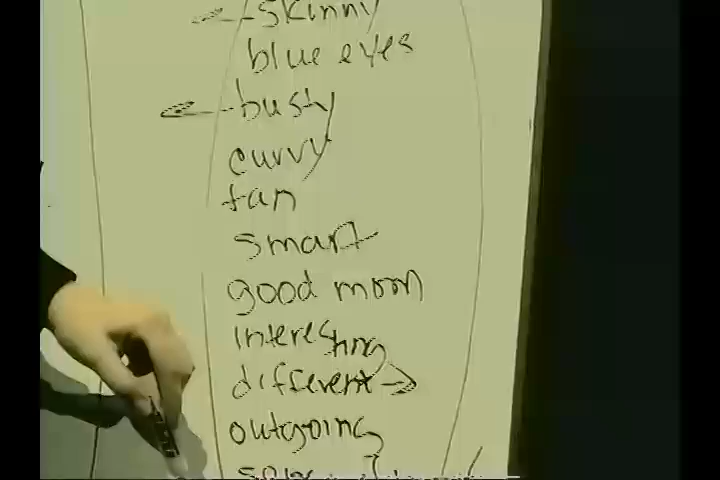 skinny
blue eyes
busty
curvy
tan
smart
good mom
interesting
different
outgoing